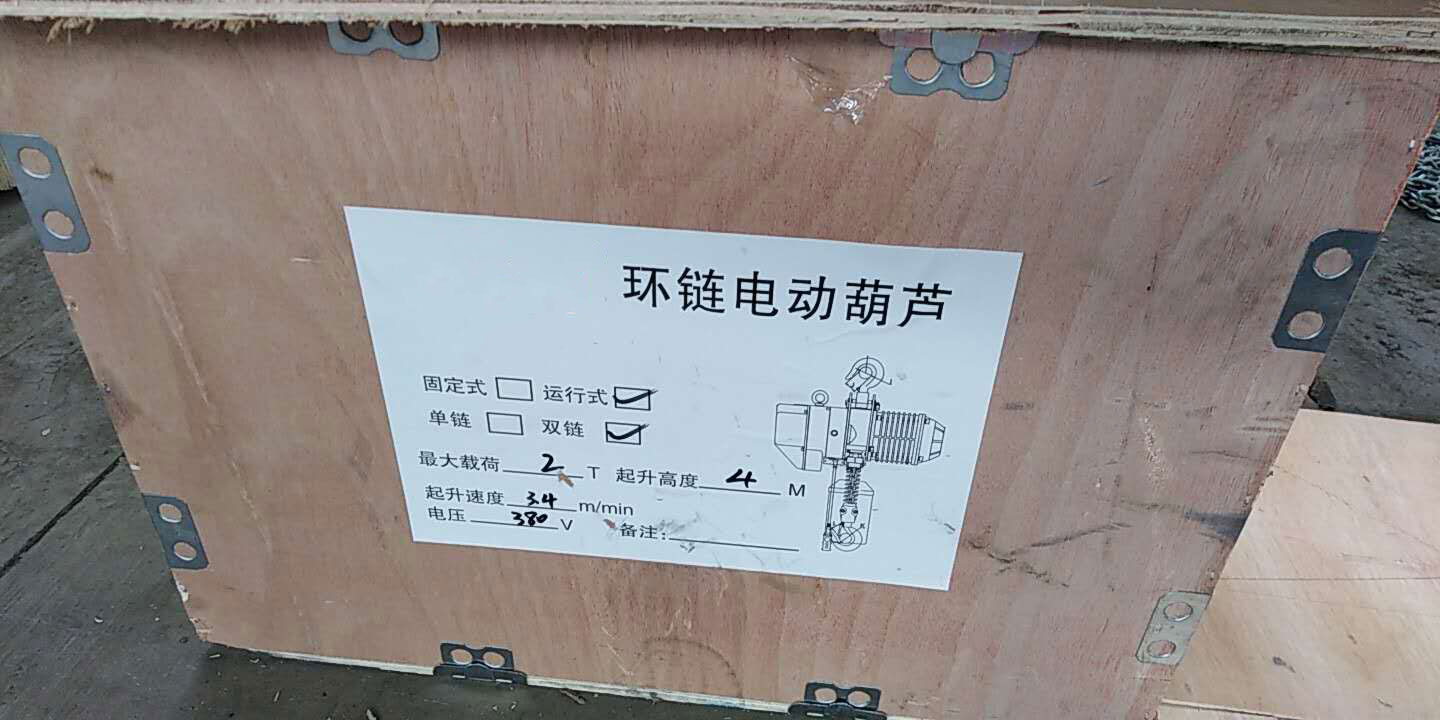 环链电动葫芦
固定式 □ 运行式 ☑
单链 □ 双链 ☑
最大载荷 2 T 起升高度 4 M
起升速度 3.4 m/min
电压 380 V 备注: